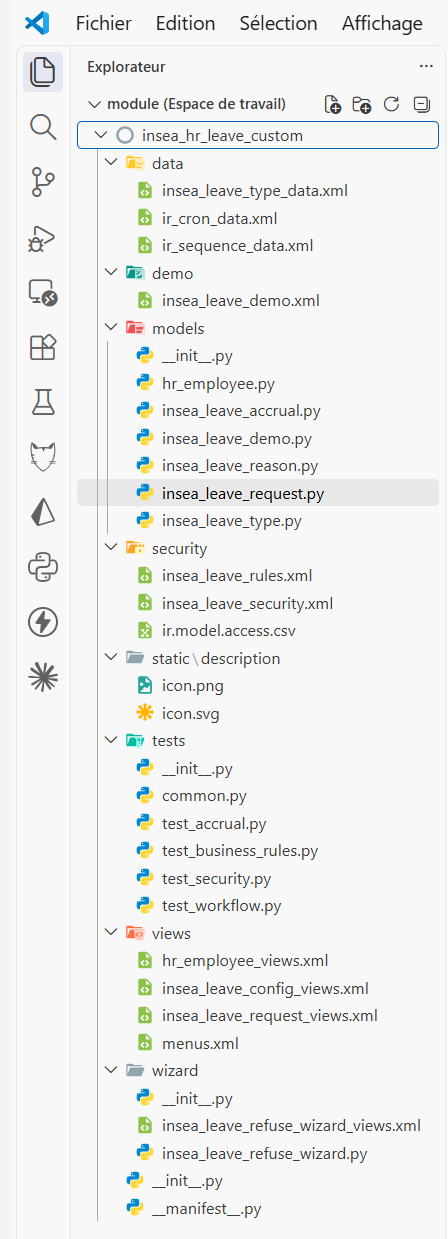 Fichier Edition Sélection Affichage
Explorateur
module (Espace de travail)
insea_hr_leave_custom
data
insea_leave_type_data.xml
ir_cron_data.xml
ir_sequence_data.xml
demo
insea_leave_demo.xml
models
__init__.py
hr_employee.py
insea_leave_accrual.py
insea_leave_demo.py
insea_leave_reason.py
insea_leave_request.py
insea_leave_type.py
security
insea_leave_rules.xml
insea_leave_security.xml
ir.model.access.csv
static\description
icon.png
icon.svg
tests
__init__.py
common.py
test_accrual.py
test_business_rules.py
test_security.py
test_workflow.py
views
hr_employee_views.xml
insea_leave_config_views.xml
insea_leave_request_views.xml
menus.xml
wizard
__init__.py
insea_leave_refuse_wizard_views.xml
insea_leave_refuse_wizard.py
__init__.py
__manifest__.py